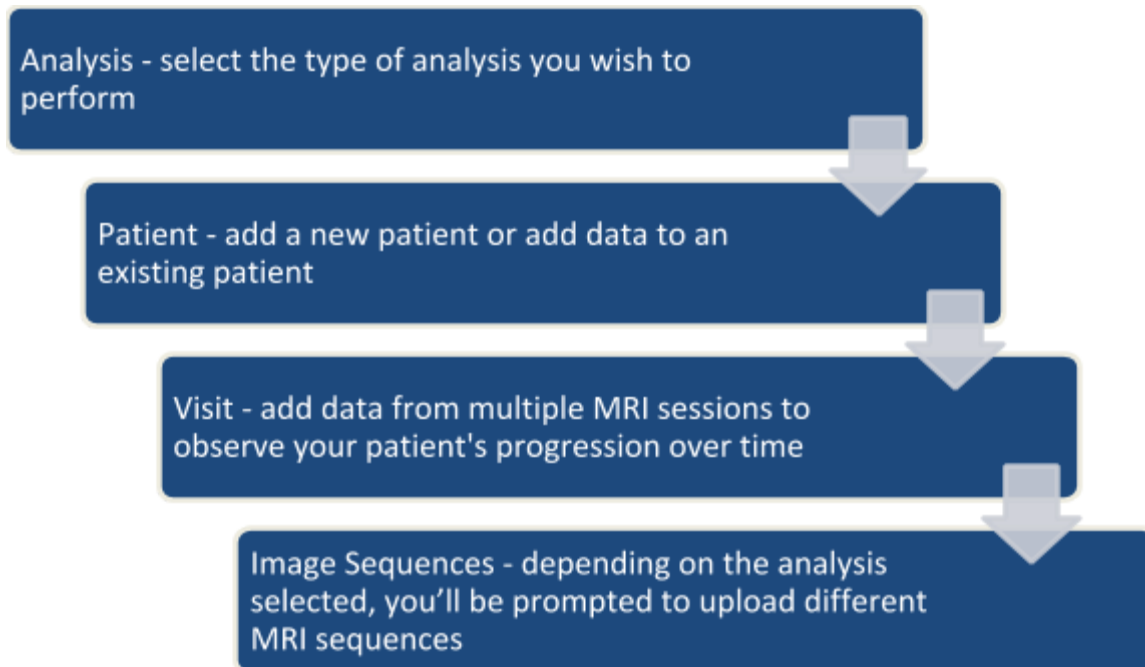 Analysis - select the type of analysis you wish to
perform
Patient - add a new patient or add data to an
existing patient
Visit - add data from multiple MRI sessions to
observe your patient's progression over time
Image Sequences - depending on the analysis
selected, you’ll be prompted to upload different
MRI sequences